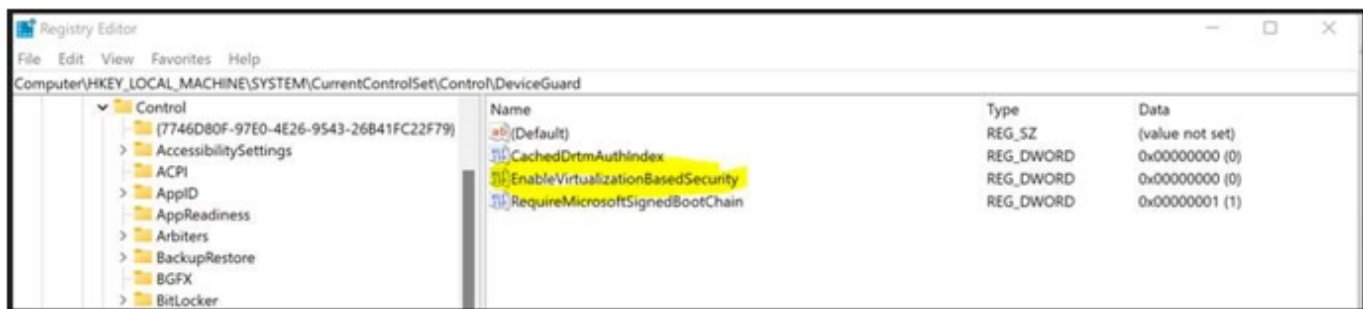 Registry Editor
File Edit View Favorites Help
Computer\HKEY_LOCAL_MACHINE\SYSTEM\CurrentControlSet\Control\DeviceGuard
Control
{7746D80F-97E0-4E26-9543-26B41FC22F79}
AccessibilitySettings
ACPI
AppID
AppReadiness
Arbiters
BackupRestore
BGFX
BitLocker
Name Type Data
ab (Default) REG_SZ (value not set)
CachedDrtmAuthIndex REG_DWORD 0x00000000 (0)
EnableVirtualizationBasedSecurity REG_DWORD 0x00000000 (0)
RequireMicrosoftSignedBootChain REG_DWORD 0x00000001 (1)